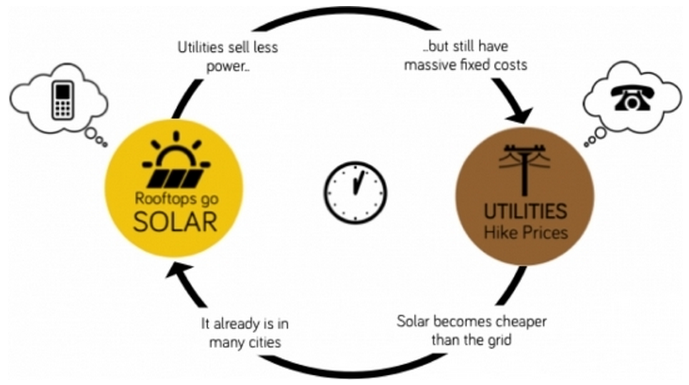 Utilities sell less
power..
..but still have
massive fixed costs
Rooftops go
SOLAR
UTILITIES
Hike Prices
It already is in
many cities
Solar becomes cheaper
than the grid